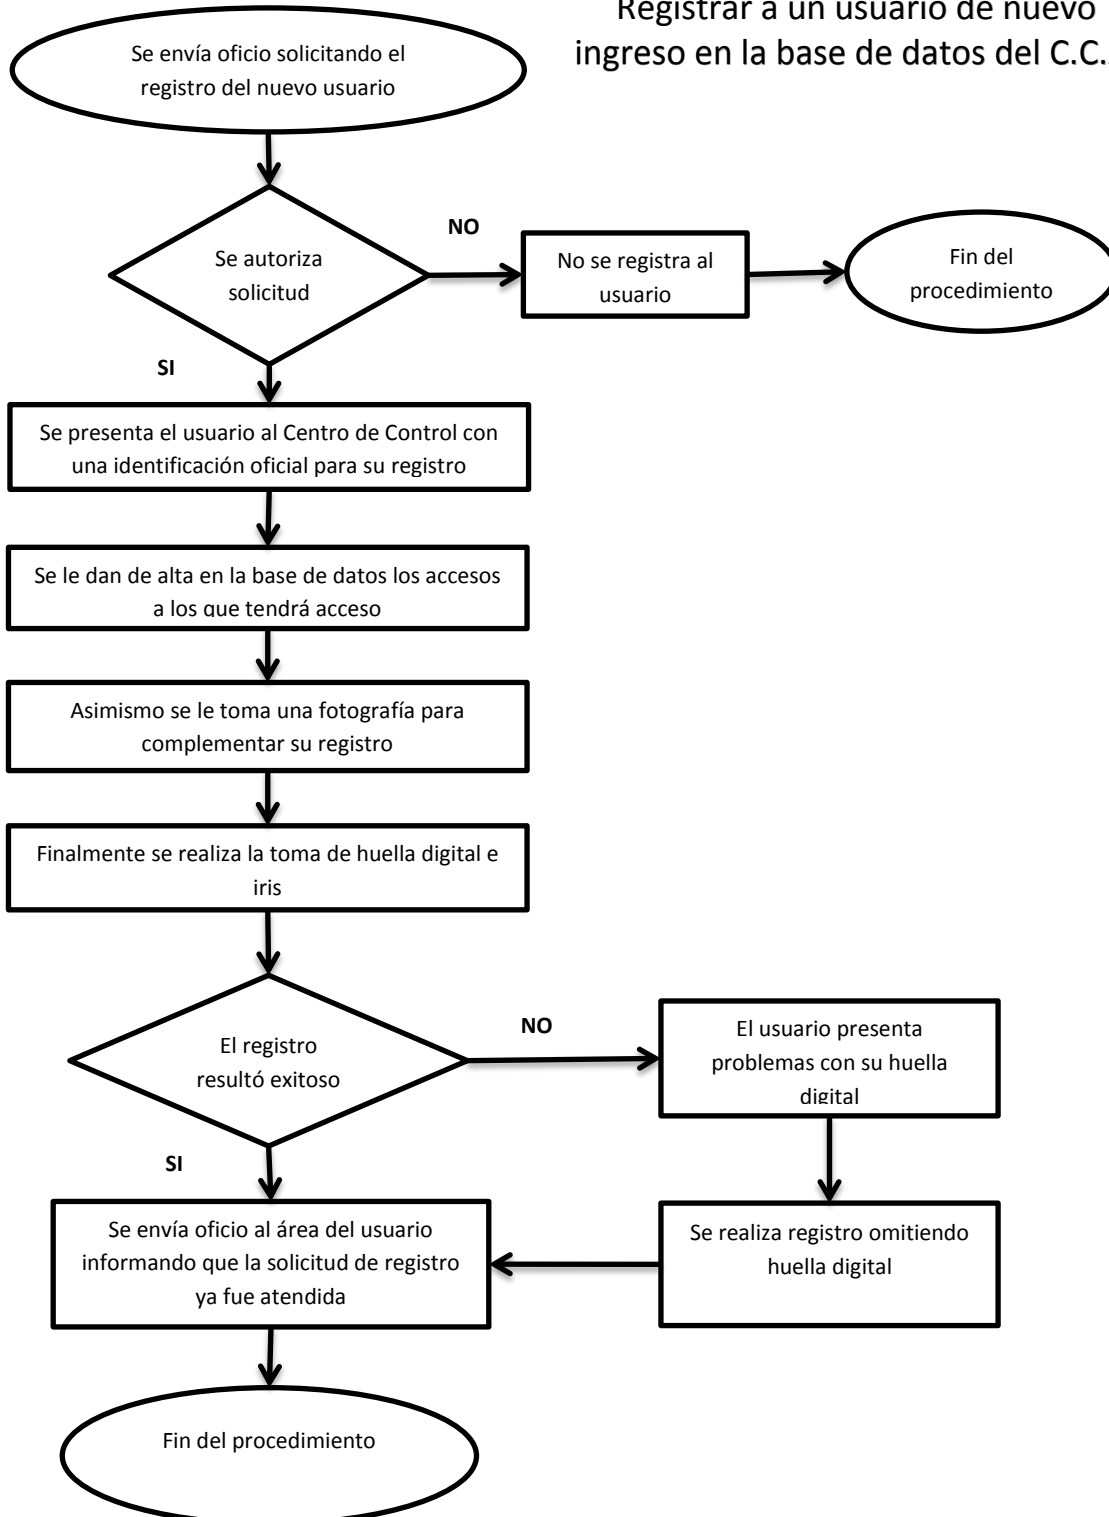 Registrar a un usuario de nuevo
ingreso en la base de datos del C.C.
Se envía oficio solicitando el
registro del nuevo usuario
Se autoriza
solicitud
NO
No se registra al
usuario
Fin del
procedimiento
SI
Se presenta el usuario al Centro de Control con
una identificación oficial para su registro
Se le dan de alta en la base de datos los accesos
a los que tendrá acceso
Asimismo se le toma una fotografía para
complementar su registro
Finalmente se realiza la toma de huella digital e
iris
El registro
resultó exitoso
NO
El usuario presenta
problemas con su huella
digital
SI
Se envía oficio al área del usuario
informando que la solicitud de registro
ya fue atendida
Se realiza registro omitiendo
huella digital
Fin del procedimiento